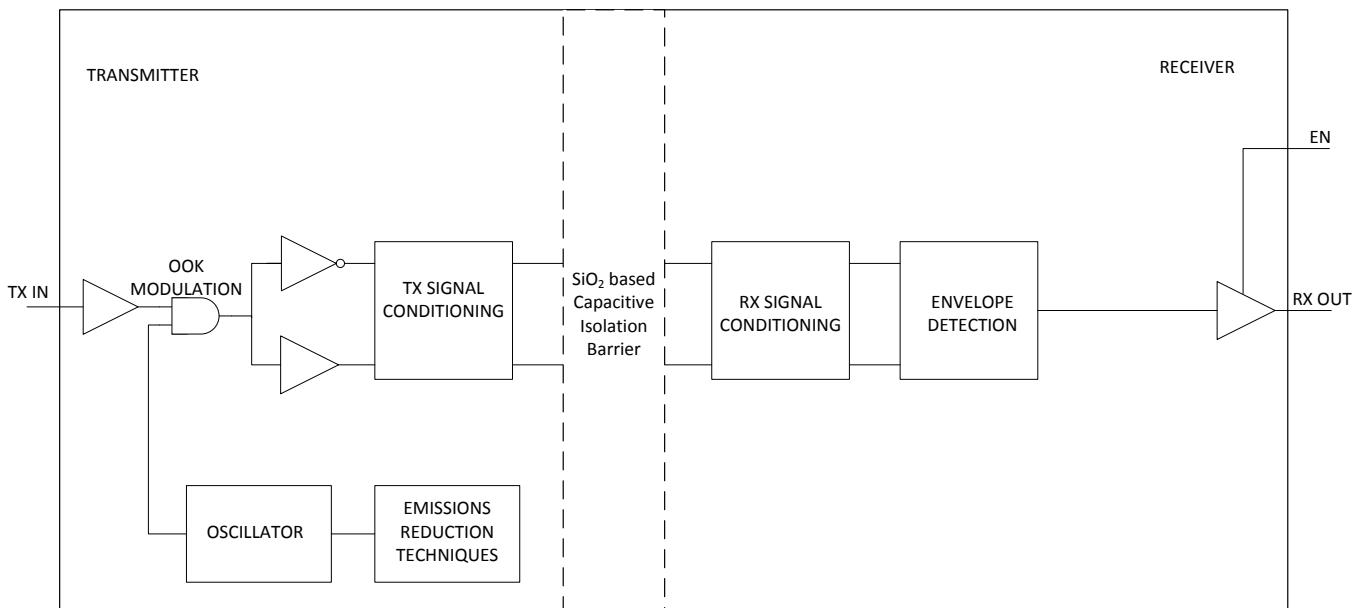 TRANSMITTER
RECEIVER
EN
OOK
MODULATION
TX IN
TX SIGNAL
CONDITIONING
SiO₂ based
Capacitive
Isolation
Barrier
RX SIGNAL
CONDITIONING
ENVELOPE
DETECTION
RX OUT
OSCILLATOR
EMISSIONS
REDUCTION
TECHNIQUES